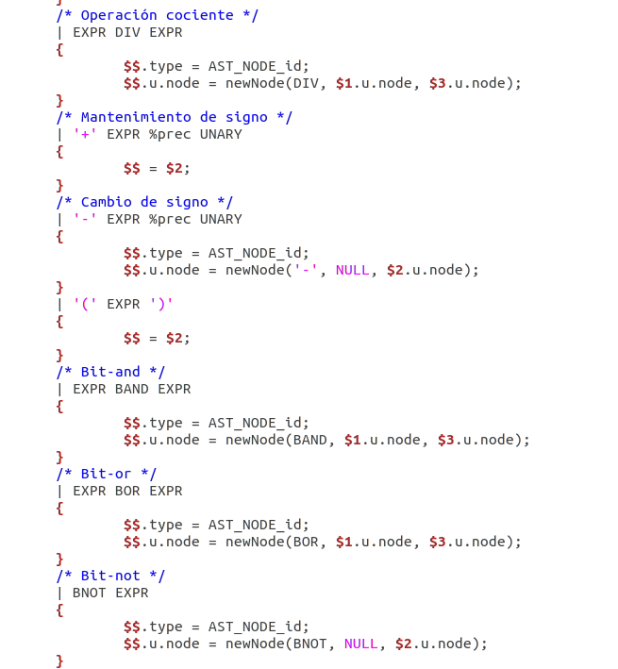 }
/* Operación cociente */
| EXPR DIV EXPR
{
$$.type = AST_NODE_id;
$$.u.node = newNode(DIV, $1.u.node, $3.u.node);
}
/* Mantenimiento de signo */
| '+' EXPR %prec UNARY
{
$$ = $2;
}
/* Cambio de signo */
| '-' EXPR %prec UNARY
{
$$.type = AST_NODE_id;
$$.u.node = newNode('-', NULL, $2.u.node);
}
| '(' EXPR ')'
{
$$ = $2;
}
/* Bit-and */
| EXPR BAND EXPR
{
$$.type = AST_NODE_id;
$$.u.node = newNode(BAND, $1.u.node, $3.u.node);
}
/* Bit-or */
| EXPR BOR EXPR
{
$$.type = AST_NODE_id;
$$.u.node = newNode(BOR, $1.u.node, $3.u.node);
}
/* Bit-not */
| BNOT EXPR
{
$$.type = AST_NODE_id;
$$.u.node = newNode(BNOT, NULL, $2.u.node);
}